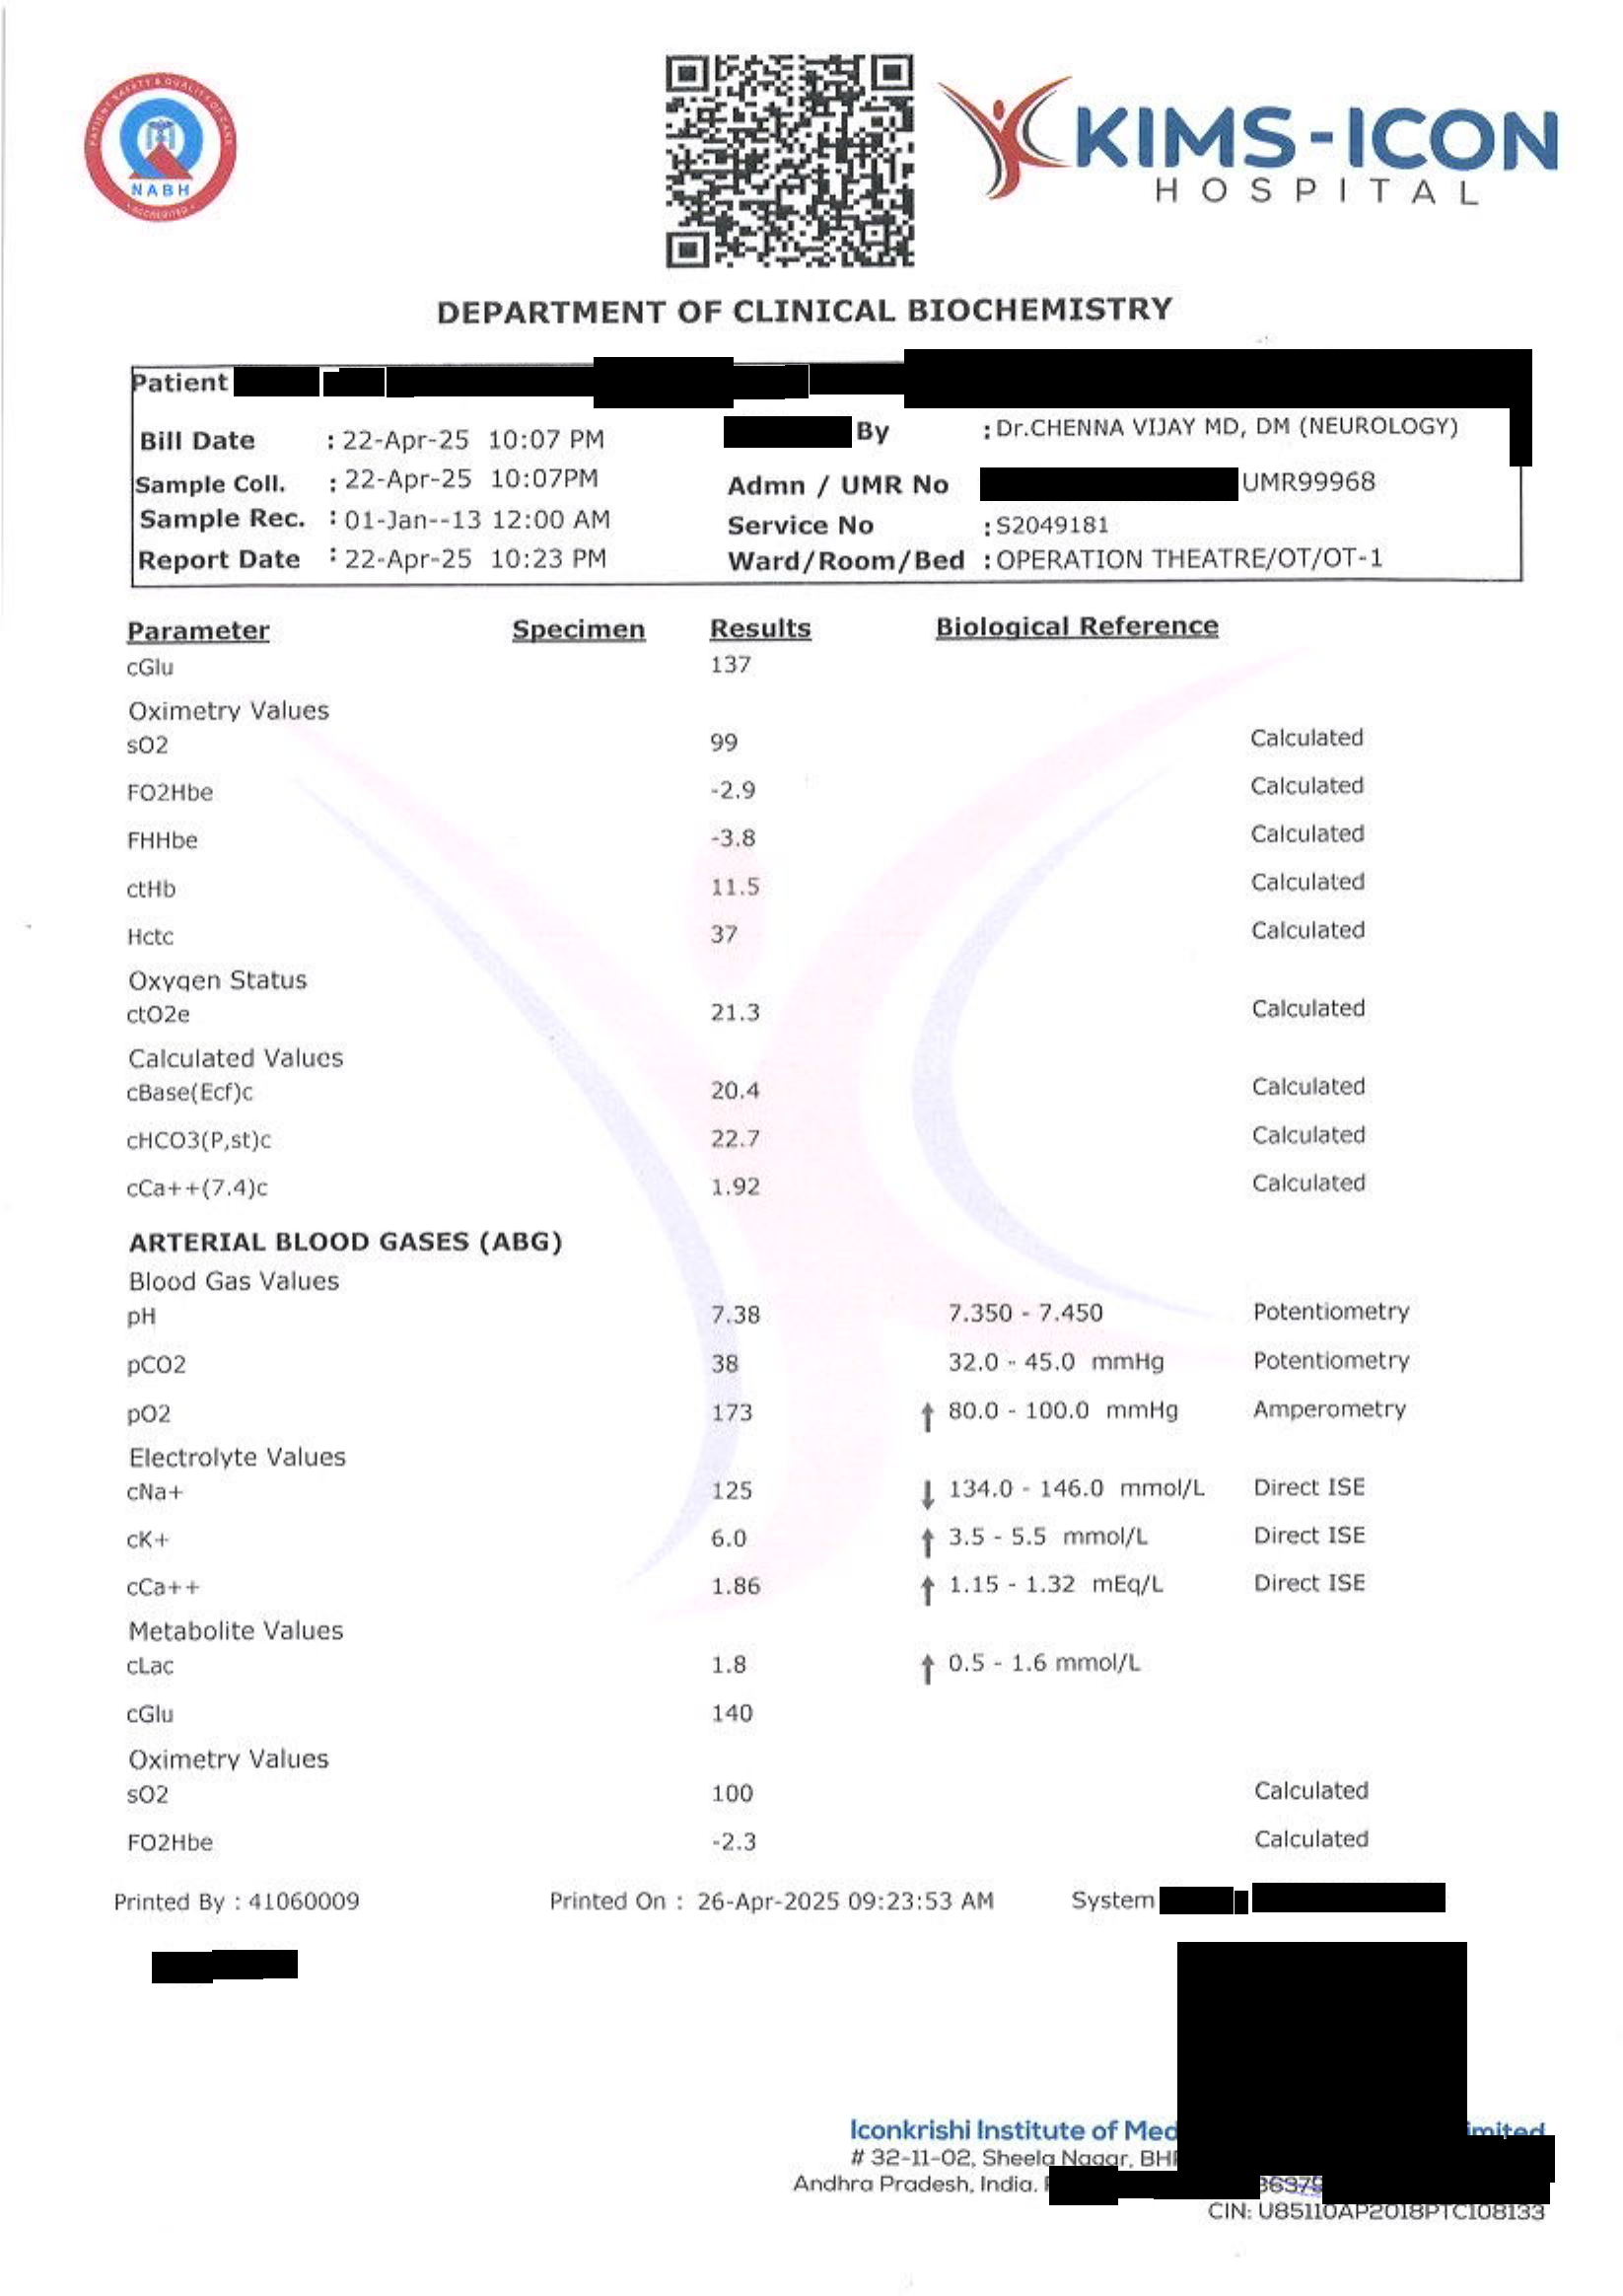 PATIENT SAFETY & QUALITY OF CARE
NABH
ACCREDITED
KIMS-ICON
HOSPITAL
DEPARTMENT OF CLINICAL BIOCHEMISTRY
Patient
Bill Date : 22-Apr-25 10:07 PM By : Dr.CHENNA VIJAY MD, DM (NEUROLOGY)
Sample Coll. : 22-Apr-25 10:07PM Admn / UMR No UMR99968
Sample Rec. : 01-Jan--13 12:00 AM Service No : S2049181
Report Date : 22-Apr-25 10:23 PM Ward/Room/Bed : OPERATION THEATRE/OT/OT-1
Parameter Specimen Results Biological Reference
cGlu 137
Oximetry Values
sO2 99 Calculated
FO2Hbe -2.9 Calculated
FHHbe -3.8 Calculated
ctHb 11.5 Calculated
Hctc 37 Calculated
Oxygen Status
ctO2e 21.3 Calculated
Calculated Values
cBase(Ecf)c 20.4 Calculated
cHCO3(P,st)c 22.7 Calculated
cCa++(7.4)c 1.92 Calculated
ARTERIAL BLOOD GASES (ABG)
Blood Gas Values
pH 7.38 7.350 - 7.450 Potentiometry
pCO2 38 32.0 - 45.0 mmHg Potentiometry
pO2 173 ↑ 80.0 - 100.0 mmHg Amperometry
Electrolyte Values
cNa+ 125 ↓ 134.0 - 146.0 mmol/L Direct ISE
cK+ 6.0 ↑ 3.5 - 5.5 mmol/L Direct ISE
cCa++ 1.86 ↑ 1.15 - 1.32 mEq/L Direct ISE
Metabolite Values
cLac 1.8 ↑ 0.5 - 1.6 mmol/L
cGlu 140
Oximetry Values
sO2 100 Calculated
FO2Hbe -2.3 Calculated
Printed By : 41060009 Printed On : 26-Apr-2025 09:23:53 AM System
Iconkrishi Institute of Med imited
# 32-11-02, Sheela Nagar, BH
Andhra Pradesh, India.
CIN: U85110AP2018PTC108133